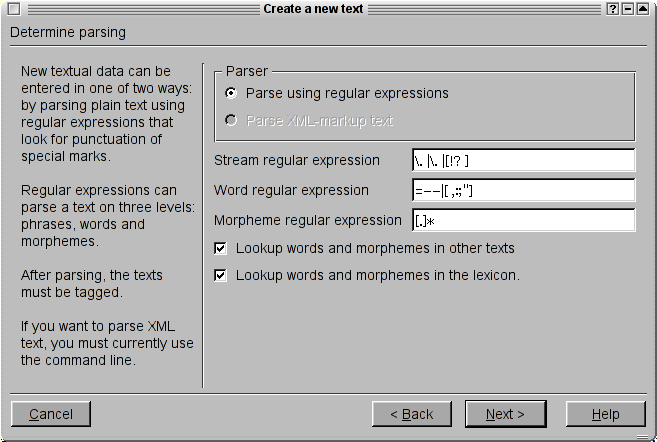 Create a new text
Determine parsing
New textual data can be
entered in one of two ways:
by parsing plain text using
regular expressions that
look for punctuation of
special marks.
Regular expressions can
parse a text on three levels:
phrases, words and
morphemes.
After parsing, the texts
must be tagged.
If you want to parse XML
text, you must currently use
the command line.
Parser
Parse using regular expressions
Parse XML-markup text
Stream regular expression
\. |\. |[!? ]
Word regular expression
=--|[ ,:;"]
Morpheme regular expression
[.]*
Lookup words and morphemes in other texts
Lookup words and morphemes in the lexicon.
Cancel
< Back
Next >
Help